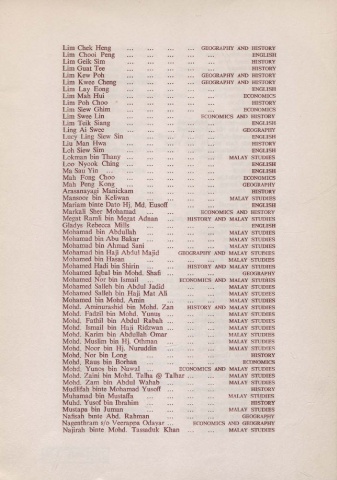 Lim Chek Heng ... ... ... ... GEOGRAPHY AND HISTORY
Lim Chooi Peng ... ... ... ... ... ENGLISH
Lim Geik Sim ... ... ... ... ... HISTORY
Lim Guat Tee ... ... ... ... ... HISTORY
Lim Kew Poh ... ... ... ... GEOGRAPHY AND HISTORY
Lim Kwee Cheng ... ... ... ... GEOGRAPHY AND HISTORY
Lim Lay Eong ... ... ... ... ... ENGLISH
Lim Mah Hui ... ... ... ... ... ECONOMICS
Lim Poh Choo ... ... ... ... ... HISTORY
Lim Siew Ghim ... ... ... ... ... ECONOMICS
Lim Swee Lin ... ... ... ... ECONOMICS AND HISTORY
Lim Teik Siang ... ... ... ... ... ENGLISH
Ling Ai Swee ... ... ... ... ... GEOGRAPHY
Lucy Ling Siew Sin ... ... ... ... ENGLISH
Liu Man Hwa ... ... ... ... ... HISTORY
Loh Siew Sim ... ... ... ... ... ENGLISH
Lokman bin Thany ... ... ... ... MALAY STUDIES
Loo Nyook Ching ... ... ... ... ENGLISH
Ma Sau Yin ... ... ... ... ... ENGLISH
Mah Fong Choo ... ... ... ... ... ECONOMICS
Mah Peng Kong ... ... ... ... ... GEOGRAPHY
Arasanayagi Manickam ... ... ... ... HISTORY
Mansoor bin Keliwan ... ... ... ... MALAY STUDIES
Mariam binte Dato Hj. Md. Eusoff ... ... ... ENGLISH
Markali Sher Mohamad ... ... ... ECONOMICS AND HISTORY
Megat Ramli bin Megat Adnan ... HISTORY AND MALAY STUDIES
Gladys Rebecca Mills ... ... ... ... ENGLISH
Mohamad bin Abdullah ... ... ... ... MALAY STUDIES
Mohamad bin Abu Bakar ... ... ... ... MALAY STUDIES
Mohamad bin Ahmad Sani ... ... ... ... MALAY STUDIES
Mohamad bin Haji Abdul Majid GEOGRAPHY AND MALAY STUDIES
Mohamad bin Hasan ... ... ... ... MALAY STUDIES
Mohamad Hadi bin Shirin ... HISTORY AND MALAY STUDIES
Mohamed Iqbal bin Mohd. Shafi ... ... ... GEOGRAPHY
Mohamed Nor bin Ismail ECONOMICS AND MALAY STUDIES
Mohamed Salleh bin Abdul Jadid ... ... ... MALAY STUDIES
Mohamed Salleh bin Haji Mat Ali ... ... ... MALAY STUDIES
Mohamed bin Mohd. Amin ... ... ... MALAY STUDIES
Mohd. Aminurashid bin Mohd. Zan HISTORY AND MALAY STUDIES
Mohd. Fadzil bin Mohd. Yunus ... ... ... MALAY STUDIES
Mohd. Fathil bin Abdul Rabah ... ... ... MALAY STUDIES
Mohd. Ismail bin Haji Ridzwan ... ... ... MALAY STUDIES
Mohd. Karim bin Abdullah Omar ... ... ... MALAY STUDIES
Mohd. Muslim bin Hj. Othman ... ... ... MALAY STUDIES
Mohd. Noor bin Hj. Nuruddin ... ... ... MALAY STUDIES
Mohd. Nor bin Long ... ... ... ... HISTORY
Mohd. Raus bin Borhan ... ... ... ... ECONOMICS
Mohd. Yunos bin Nawal ECONOMICS AND MALAY STUDIES
Mohd. Zaini bin Mohd. Talha @ Talhar ... ... MALAY STUDIES
Mohd. Zam bin Abdul Wahab ... ... ... MALAY STUDIES
binte Mohamad Yusoff ... ... ... HISTORY
Muhamad bin Mustaffa ... ... ... ... MALAY STUDIES
Muhd. Yusof bin Ibrahim ... ... ... ... HISTORY
Mustapa bin Juman ... ... ... ... MALAY STUDIES
Nafisah binte Abd. Rahman ... ... ... GEOGRAPHY
Nagenthram s/o Veerappa Odayar ... ECONOMICS AND GEOGRAPHY
Najirah binte Mohd. Tassaduk Khan ... ... MALAY STUDIES